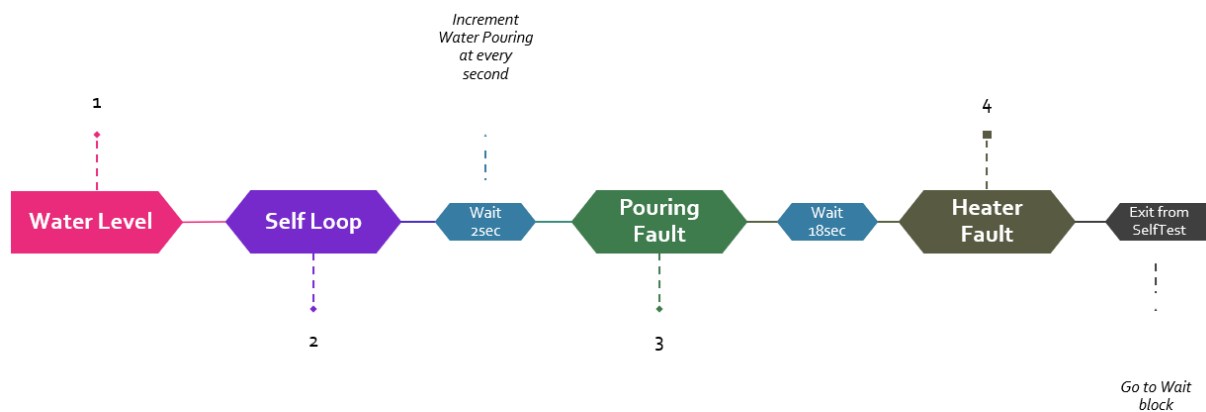 Increment
Water Pouring
at every
second
1
4
Water Level
Self Loop
Wait
2sec
Pouring
Fault
Wait
18sec
Heater
Fault
Exit from
SelfTest
2
3
Go to Wait
block